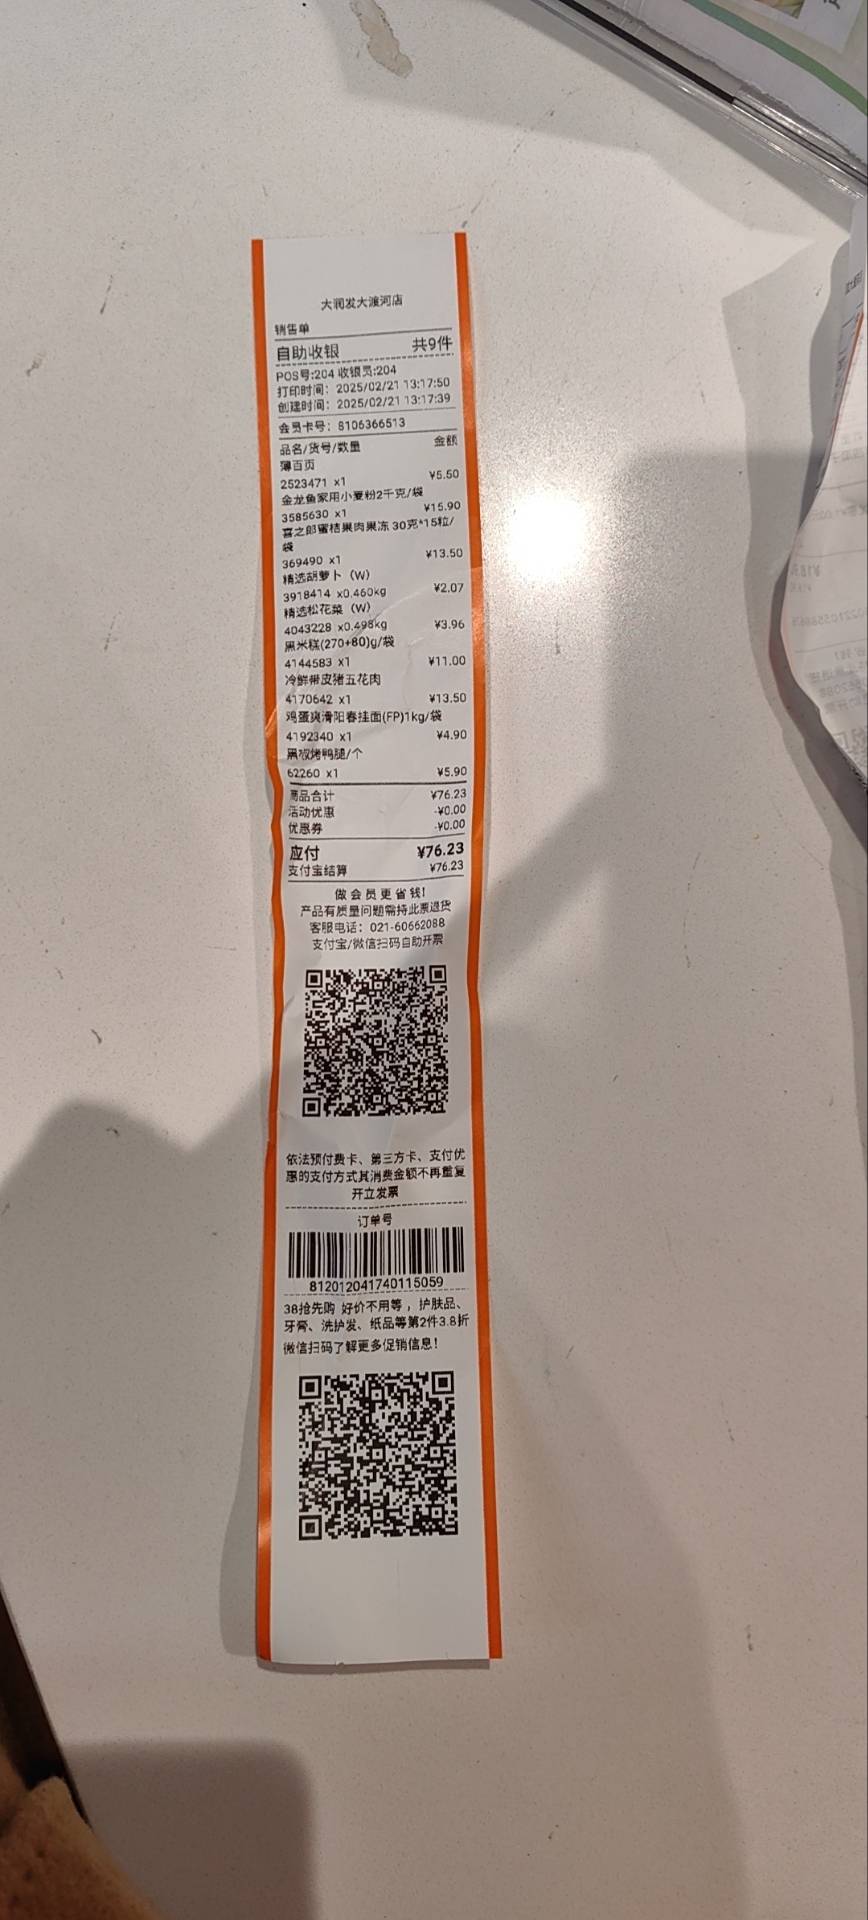 大润发大渡河店
销售单
自助收银 共9件
POS号:204 收银员:204
打印时间: 2025/02/21 13:17:50
创建时间: 2025/02/21 13:17:39
会员卡号: 8106366513
品名/货号/数量 金额
薄百页
2523471 x1 ¥5.50
金龙鱼家用小麦粉2千克/袋
3585630 x1 ¥15.90
喜之郎蜜桔果肉果冻 30克*15粒/
袋
369490 x1 ¥13.50
精选胡萝卜 (W)
3918414 x0.460kg ¥2.07
精选松花菜 (W)
4043228 x0.498kg ¥3.96
黑米糕(270+80)g/袋
4144583 x1 ¥11.00
冷鲜带皮猪五花肉
4170642 x1 ¥13.50
鸡蛋爽滑阳春挂面(FP)1kg/袋
4192340 x1 ¥4.90
黑椒烤鸭腿/个
62260 x1 ¥5.90
商品合计 ¥76.23
活动优惠 -¥0.00
优惠券 -¥0.00
应付 ¥76.23
支付宝结算 ¥76.23
做会员更省钱!
产品有质量问题需持此票退货
客服电话: 021-60662088
支付宝/微信扫码自助开票
依法预付费卡、第三方卡、支付优
惠的支付方式其消费金额不再重复
开立发票
订单号
812012041740115059
38抢先购 好价不用等，护肤品、
牙膏、洗护发、纸品等第2件3.8折
微信扫码了解更多促销信息!